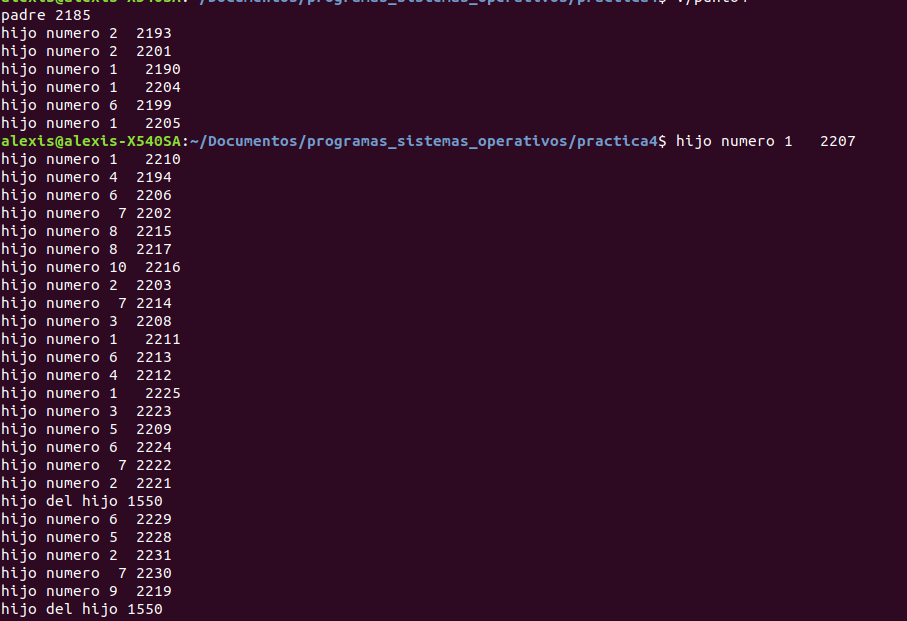 alexis@alexis-X540SA:~/Documentos/programas_sistemas_operativos/practica4$ ./punto4
padre 2185
hijo numero 2  2193
hijo numero 2  2201
hijo numero 1   2190
hijo numero 1   2204
hijo numero 6  2199
hijo numero 1   2205
alexis@alexis-X540SA:~/Documentos/programas_sistemas_operativos/practica4$ hijo numero 1   2207
hijo numero 1   2210
hijo numero 4  2194
hijo numero 6  2206
hijo numero  7 2202
hijo numero 8  2215
hijo numero 8  2217
hijo numero 10  2216
hijo numero 2  2203
hijo numero  7 2214
hijo numero 3  2208
hijo numero 1   2211
hijo numero 6  2213
hijo numero 4  2212
hijo numero 1   2225
hijo numero 3  2223
hijo numero 5  2209
hijo numero 6  2224
hijo numero  7 2222
hijo numero 2  2221
hijo del hijo 1550
hijo numero 6  2229
hijo numero 5  2228
hijo numero 2  2231
hijo numero  7 2230
hijo numero 9  2219
hijo del hijo 1550